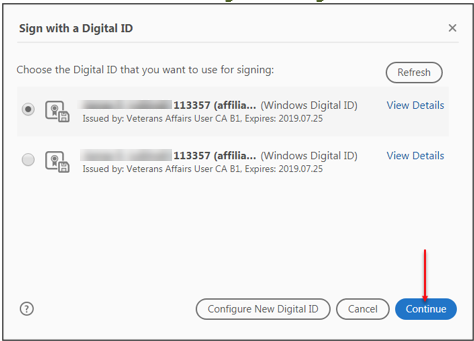 Sign with a Digital ID
Choose the Digital ID that you want to use for signing:
Refresh
113357 (affilia... (Windows Digital ID)
View Details
Issued by: Veterans Affairs User CA B1, Expires: 2019.07.25
113357 (affilia... (Windows Digital ID)
View Details
Issued by: Veterans Affairs User CA B1, Expires: 2019.07.25
?
Configure New Digital ID
Cancel
Continue